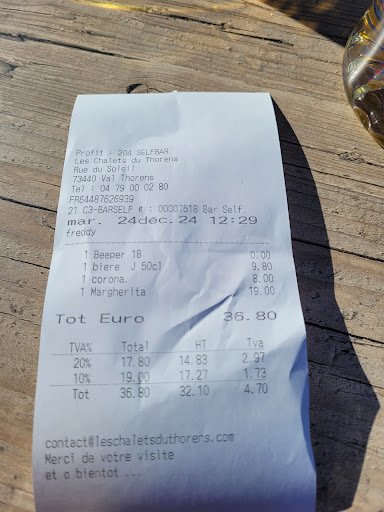 Profit - 204 SELFBAR
Les Chalets du Thorens
Rue du Soleil
73440 Val Thorens
Tel : 04 79 00 02 80
FR64487626939
21 C3-BARSELF # : 00007518 Bar Self
mar. 24déc.24 12:29
freddy
1 Beeper 18 0.00
1 biere J 50cl 9.80
1 corona. 8.00
1 Margherita 19.00
Tot Euro 36.80
TVA% Total HT Tva
20% 17.80 14.83 2.97
10% 19.00 17.27 1.73
Tot 36.80 32.10 4.70
contact@leschaletsduthorens.com
Merci de votre visite
et a bientot ...